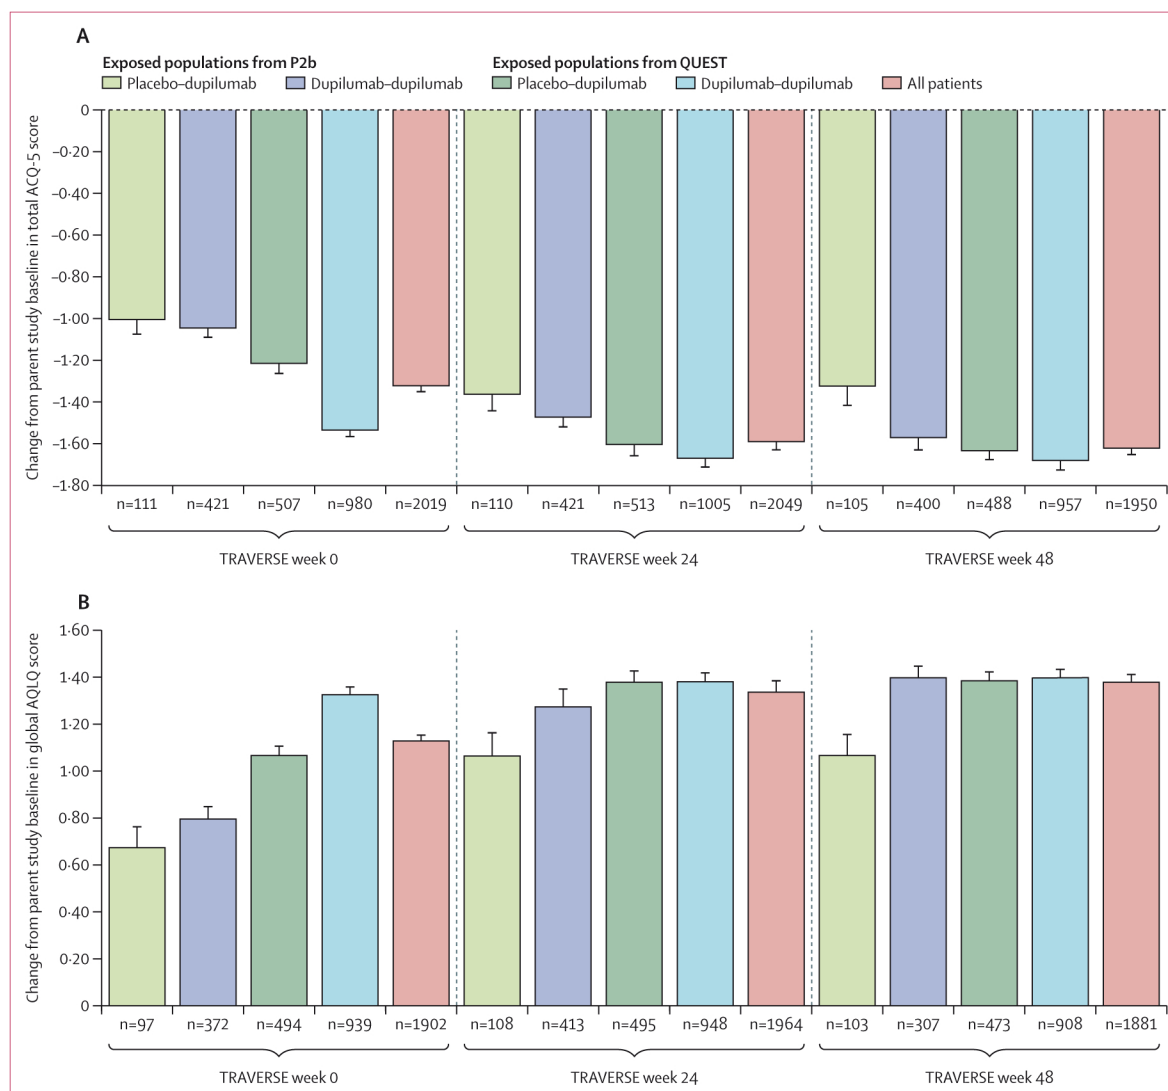 A
Exposed populations from P2b
Exposed populations from QUEST
Placebo–dupilumab
Dupilumab–dupilumab
Placebo–dupilumab
Dupilumab–dupilumab
All patients
Change from parent study baseline in total ACQ-5 score
0
–0·20
–0·40
–0·60
–0·80
–1·00
–1·20
–1·40
–1·60
–1·80
n=111 n=421 n=507 n=980 n=2019 n=110 n=421 n=513 n=1005 n=2049 n=105 n=400 n=488 n=957 n=1950
TRAVERSE week 0 TRAVERSE week 24 TRAVERSE week 48
B
Change from parent study baseline in global AQLQ score
1·60
1·40
1·20
1·00
0·80
0·60
0·40
0·20
0
n=97 n=372 n=494 n=939 n=1902 n=108 n=413 n=495 n=948 n=1964 n=103 n=307 n=473 n=908 n=1881
TRAVERSE week 0 TRAVERSE week 24 TRAVERSE week 48